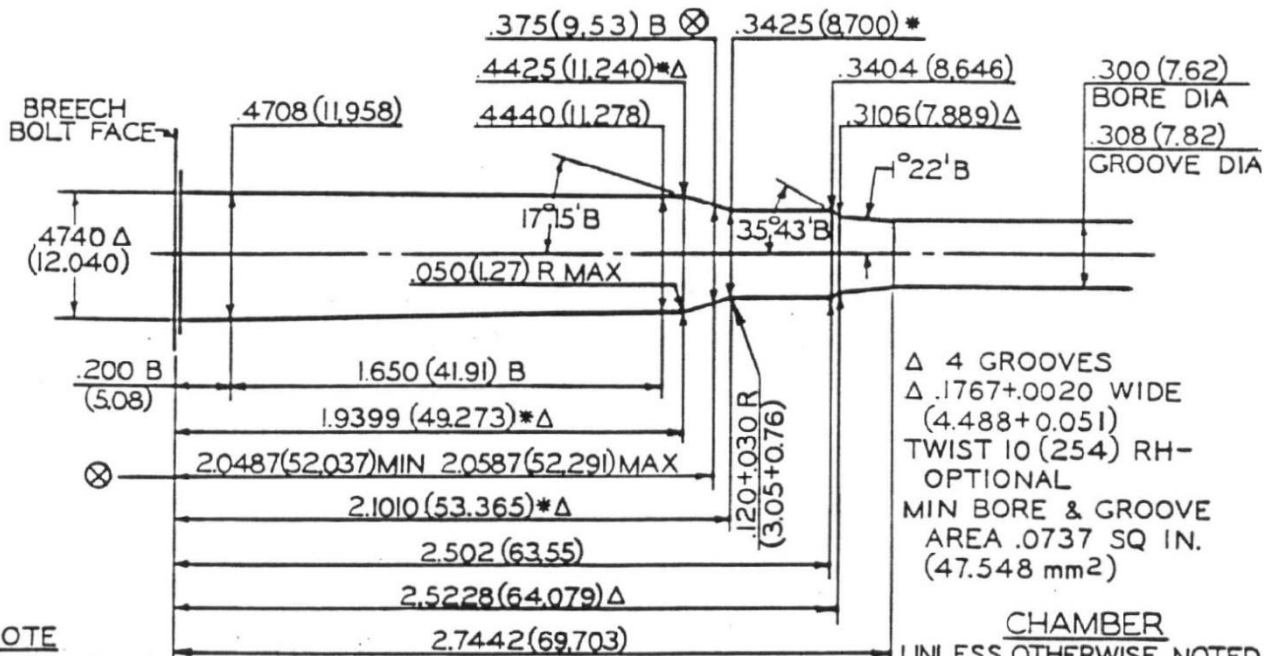 .375(9,53) B ⊗ .3425(8,700)*
.4425(11,240)*Δ .3404(8,646)
.300 (7.62)
BORE DIA
BREECH
BOLT FACE
.4708(11,958)
.4440(11,278)
.3106(7.889)Δ
.308 (7.82)
GROOVE DIA
1°22'B
17°15'B
35°43'B
.4740 Δ
(12.040)
.050(1.27) R MAX
.200 B
(5.08)
1.650 (41.91) B
1.9399 (49.273)*Δ
⊗ 2.0487(52,037)MIN 2.0587(52,291)MAX
2.1010 (53.365)*Δ
2.502 (63,55)
2.5228(64,079)Δ
2.7442(69,703)
.120+.030 R
(3.05+0.76)
Δ 4 GROOVES
Δ .1767+.0020 WIDE
(4.488+0.051)
TWIST 10 (254) RH-
OPTIONAL
MIN BORE & GROOVE
AREA .0737 SQ IN.
(47.548 mm2)
OTE
CHAMBER
UNLESS OTHERWISE NOTED